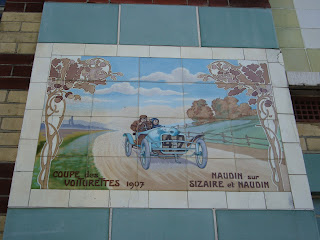 COUPE des
VOITURETTES 1907
NAUDIN sur
SIZAIRE et NAUDIN